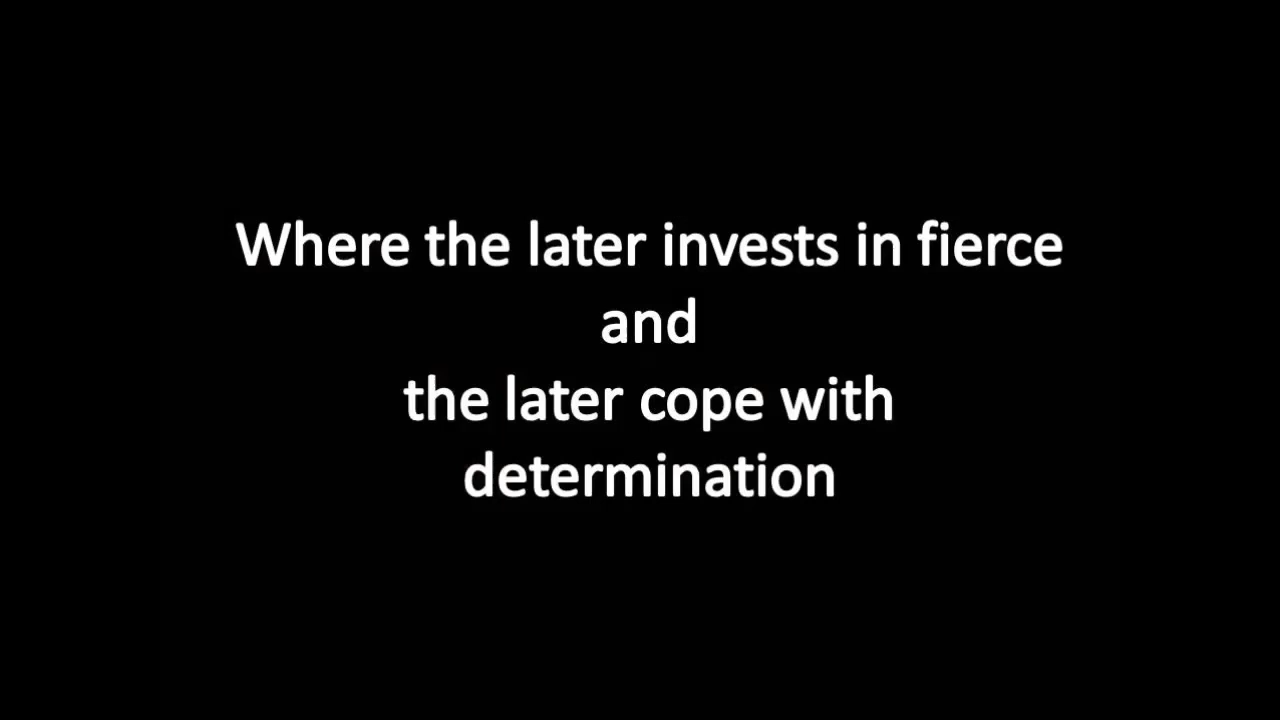 Where the later invests in fierce
and
the later cope with
determination